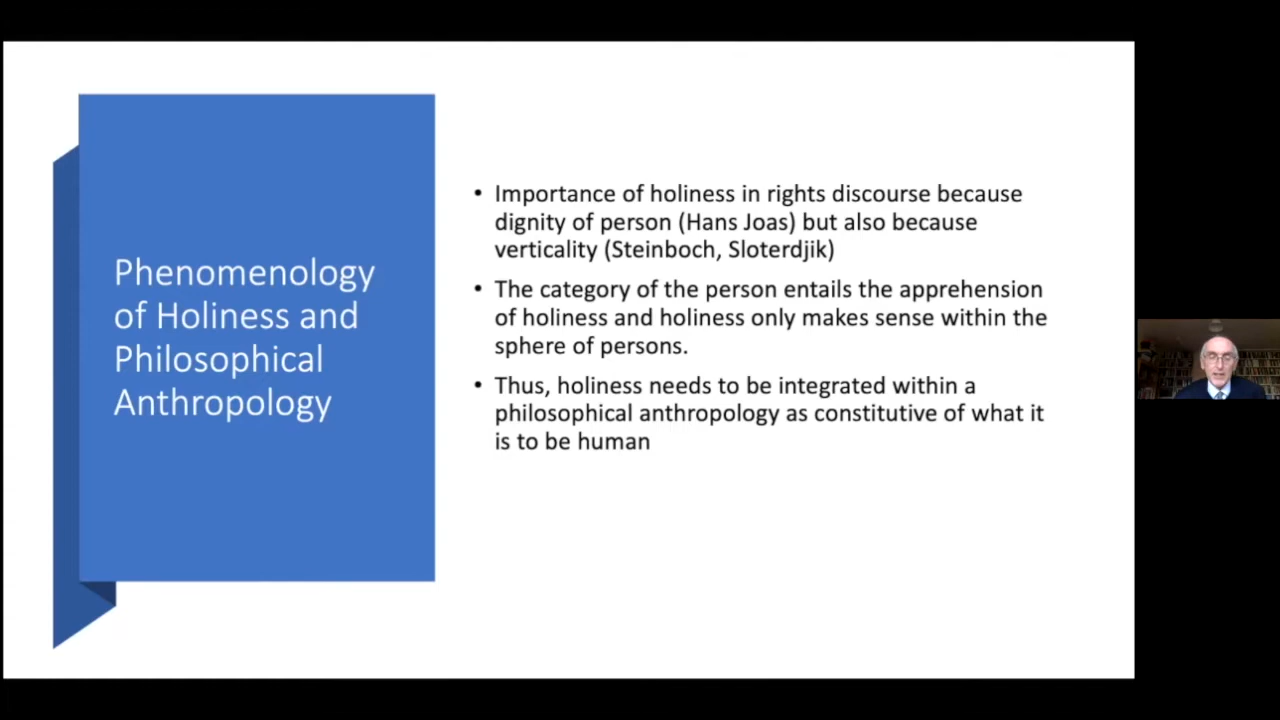 Phenomenology
of Holiness and
Philosophical
Anthropology
• Importance of holiness in rights discourse because
dignity of person (Hans Joas) but also because
verticality (Steinboch, Sloterdjik)
• The category of the person entails the apprehension
of holiness and holiness only makes sense within the
sphere of persons.
• Thus, holiness needs to be integrated within a
philosophical anthropology as constitutive of what it
is to be human